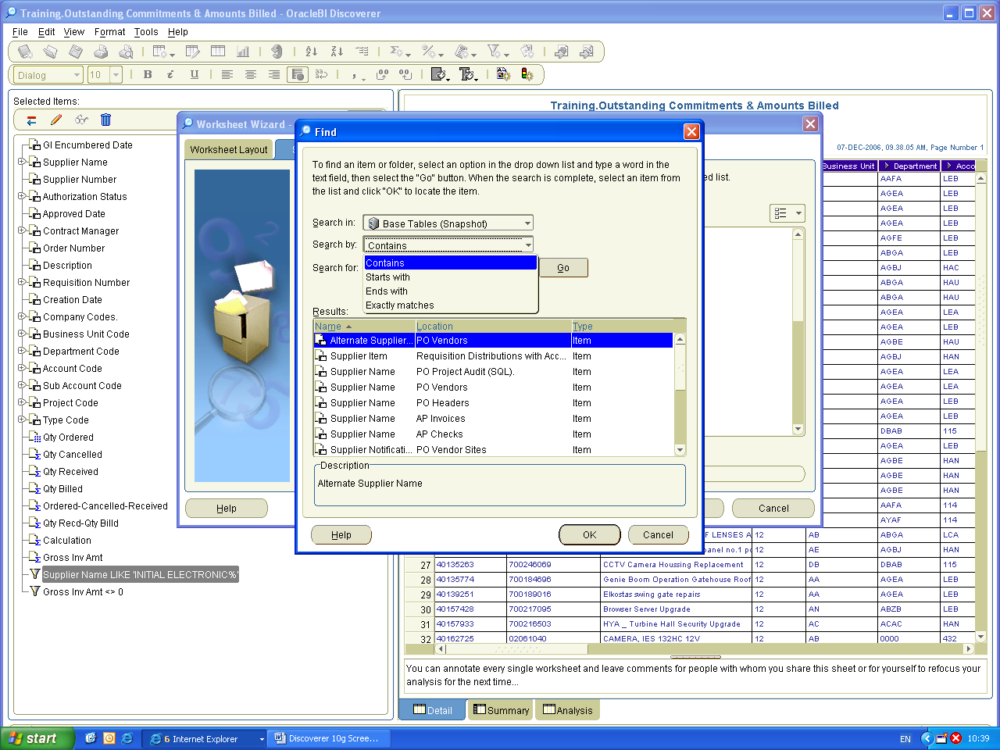 Training.Outstanding Commitments & Amounts Billed - OracleBI Discoverer
File Edit View Format Tools Help
Dialog 10
Selected Items:
GI Encumbered Date
Supplier Name
Supplier Number
Authorization Status
Approved Date
Contract Manager
Order Number
Description
Requisition Number
Creation Date
Company Codes.
Business Unit Code
Department Code
Account Code
Sub Account Code
Project Code
Type Code
Qty Ordered
Qty Cancelled
Qty Received
Qty Billed
Ordered-Cancelled-Received
Qty Recd-Qty Billd
Calculation
Gross Inv Amt
Supplier Name LIKE 'INITIAL ELECTRONIC%'
Gross Inv Amt <> 0
Worksheet Wizard -
Worksheet Layout
Help
Cancel
Find
To find an item or folder, select an option in the drop down list and type a word in the
text field, then select the "Go" button. When the search is complete, select an item from
the list and click "OK" to locate the item.
Search in: Base Tables (Snapshot)
Search by: Contains
Search for: Go
Contains
Starts with
Ends with
Exactly matches
Results:
Name Location Type
Alternate Supplier... PO Vendors Item
Supplier Item Requisition Distributions with Acc... Item
Supplier Name PO Project Audit (SQL). Item
Supplier Name PO Vendors Item
Supplier Name PO Headers Item
Supplier Name AP Invoices Item
Supplier Name AP Checks Item
Supplier Notificati... PO Vendor Sites Item
Description
Alternate Supplier Name
Help OK Cancel
ed list.
Training.Outstanding Commitments & Amounts Billed
07-DEC-2006, 09.38.05 AM, Page Number 1
Business Unit Department Acco
AAFA LEB
AGEA LEB
AGEA LEB
AGEA LEB
AGFE LEB
ABGA LEB
AGBJ HAC
ABGA HAU
ABGA HAU
AGEA LEA
AGEA LEB
AGBE HAU
AGBJ HAN
AGEA LEA
AGEA LEA
AGEA LEB
AGEA LEB
DBAB 115
AGEA LEB
AGBE HAN
AGBE HAN
AGBE HAN
AAFA 114
AYAF 114
F LENSES A 12 AB ABGA LCA
anel no.1 po 12 AE AGBJ HAN
27 40135263 700246069 CCTV Camera Houssing Replacement 12 DB DBAB 115
28 40135774 700184696 Genie Boom Operation Gatehouse Roof 12 AA AGEA LEB
29 40139251 700189016 Elkostas swing gate repairs 12 AA AGEA LEB
30 40157428 700217095 Browser Server Upgrade 12 AN ABZB LEB
31 40157933 700216503 HYA _ Turbine Hall Security Upgrade 12 AC ACAC HAN
32 40162725 02061040 CAMERA, IES 132HC 12V 12 AB 0000 432
You can annotate every single worksheet and leave comments for people with whom you share this sheet or for yourself to refocus your
analysis for the next time...
Detail Summary Analysis
start 6 Internet Explorer Discoverer 10g Scree... EN 10:39